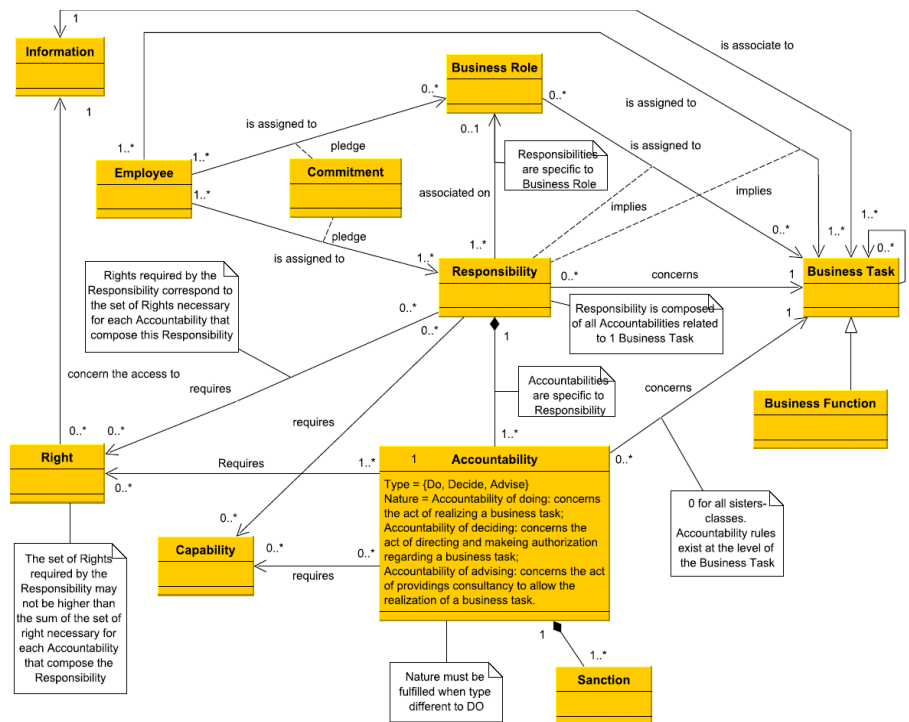 1
Information
1
is associate to
Business Role
0..*
0..*
0..1
is assigned to
is assigned to
is assigned to
pledge
1..*
1..*
Employee
1..*
Commitment
Responsibilities
are specific to
Business Role
associated on
implies
implies
pledge
is assigned to
1..*
1..*
Responsibility
0..*
concerns
0..*
1..*
1..*
0..*
1
Business Task
1
Rights required by the
Responsibility correspond to
the set of Rights necessary
for each Accountability that
compose this Responsibility
0..*
0..*
1
Responsibility is composed
of all Accountabilities related
to 1 Business Task
concern the access to
requires
requires
Accountabilities
are specific to
Responsibility
concerns
Business Function
0..*
0..*
Right
0..*
Requires
1..*
1..*
0..*
1
Accountability
Type = {Do, Decide, Advise}
Nature = Accountability of doing: concerns
the act of realizing a business task;
Accountability of deciding: concerns the
act of directing and makeing authorization
regarding a business task;
Accountability of advising: concerns the act
of providings consultancy to allow the
realization of a business task.
0 for all sisters-
classes.
Accountability rules
exist at the level of
the Business Task
0..*
Capability
0..*
0..*
requires
The set of Rights
required by the
Responsibility may
not be higher than
the sum of the set of
right necessary for
each Accountability
that compose the
Responsibility
1
1..*
Nature must be
fulfilled when type
different to DO
Sanction